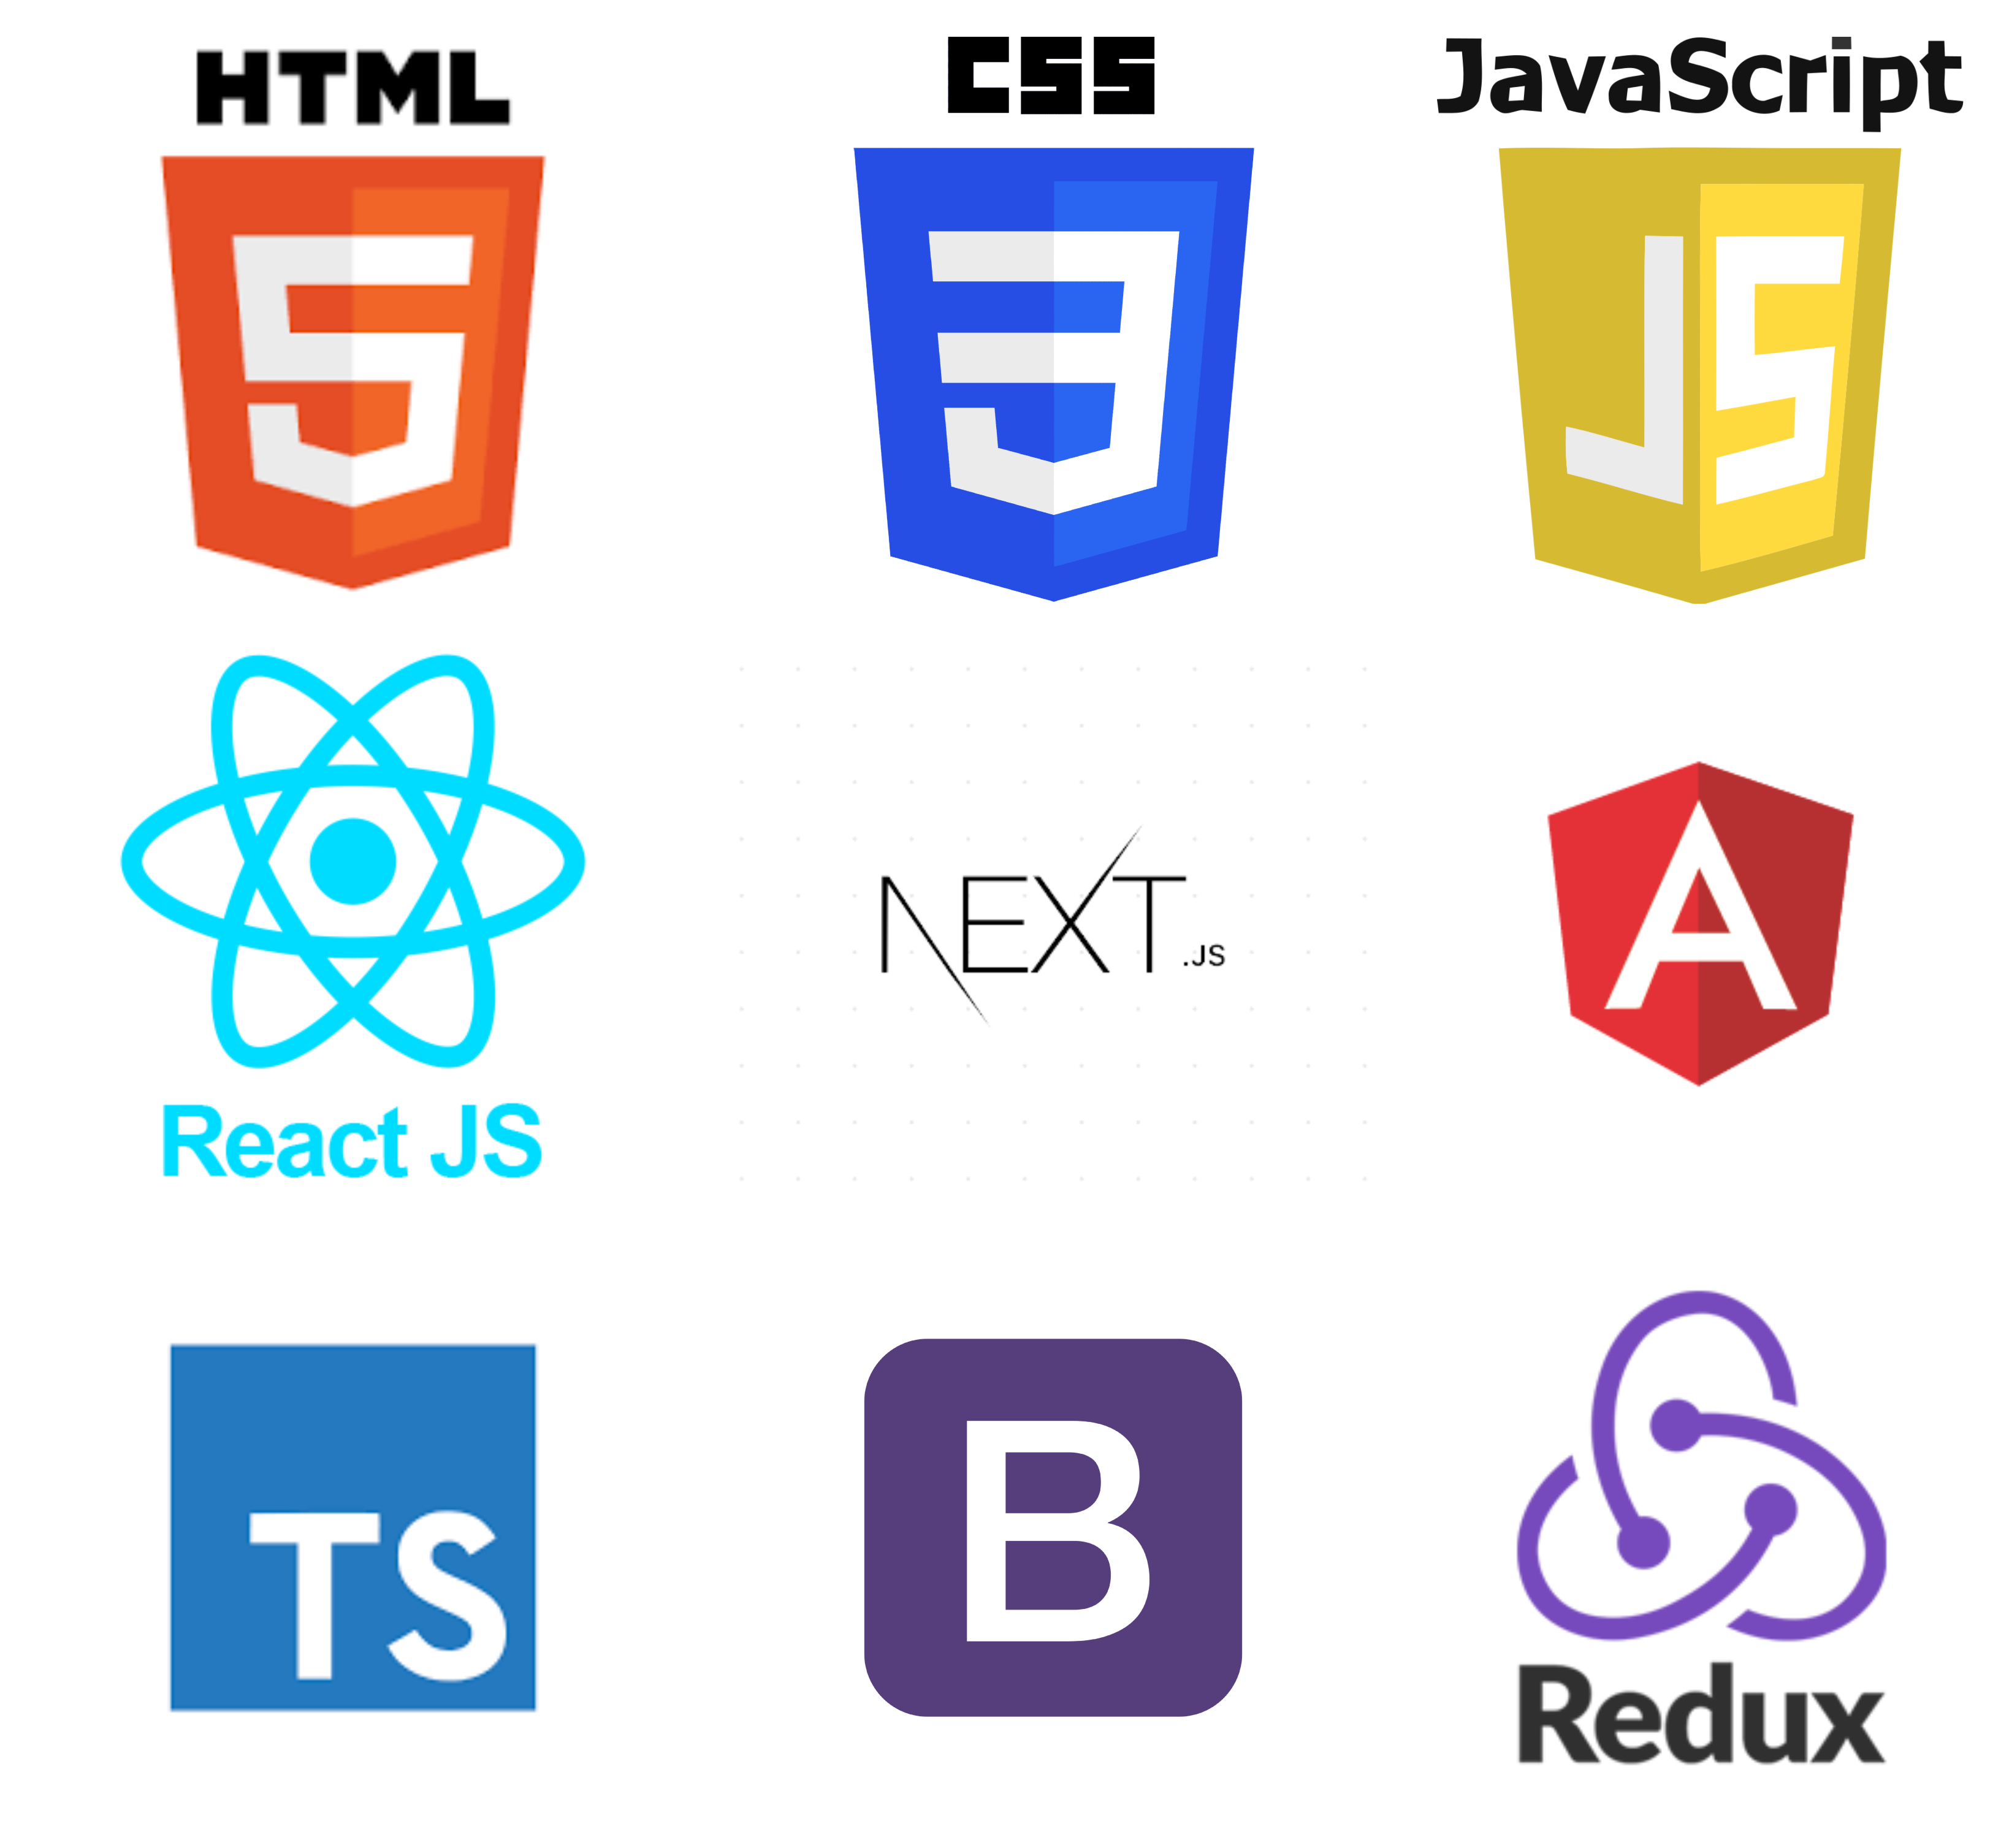 HTML
CSS
JavaScript
5
3
JS
React JS
NEXT.JS
A
TS
B
Redux